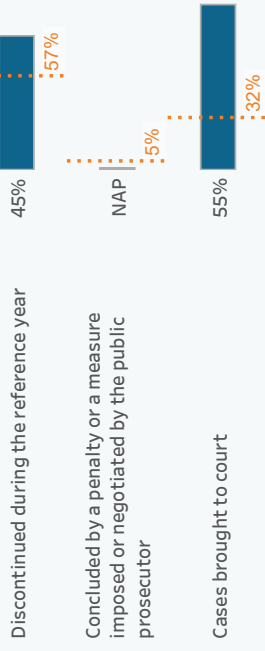 Discontinued during the reference year
45%
57%
Concluded by a penalty or a measure
imposed or negotiated by the public
prosecutor
NAP
5%
Cases brought to court
55%
32%